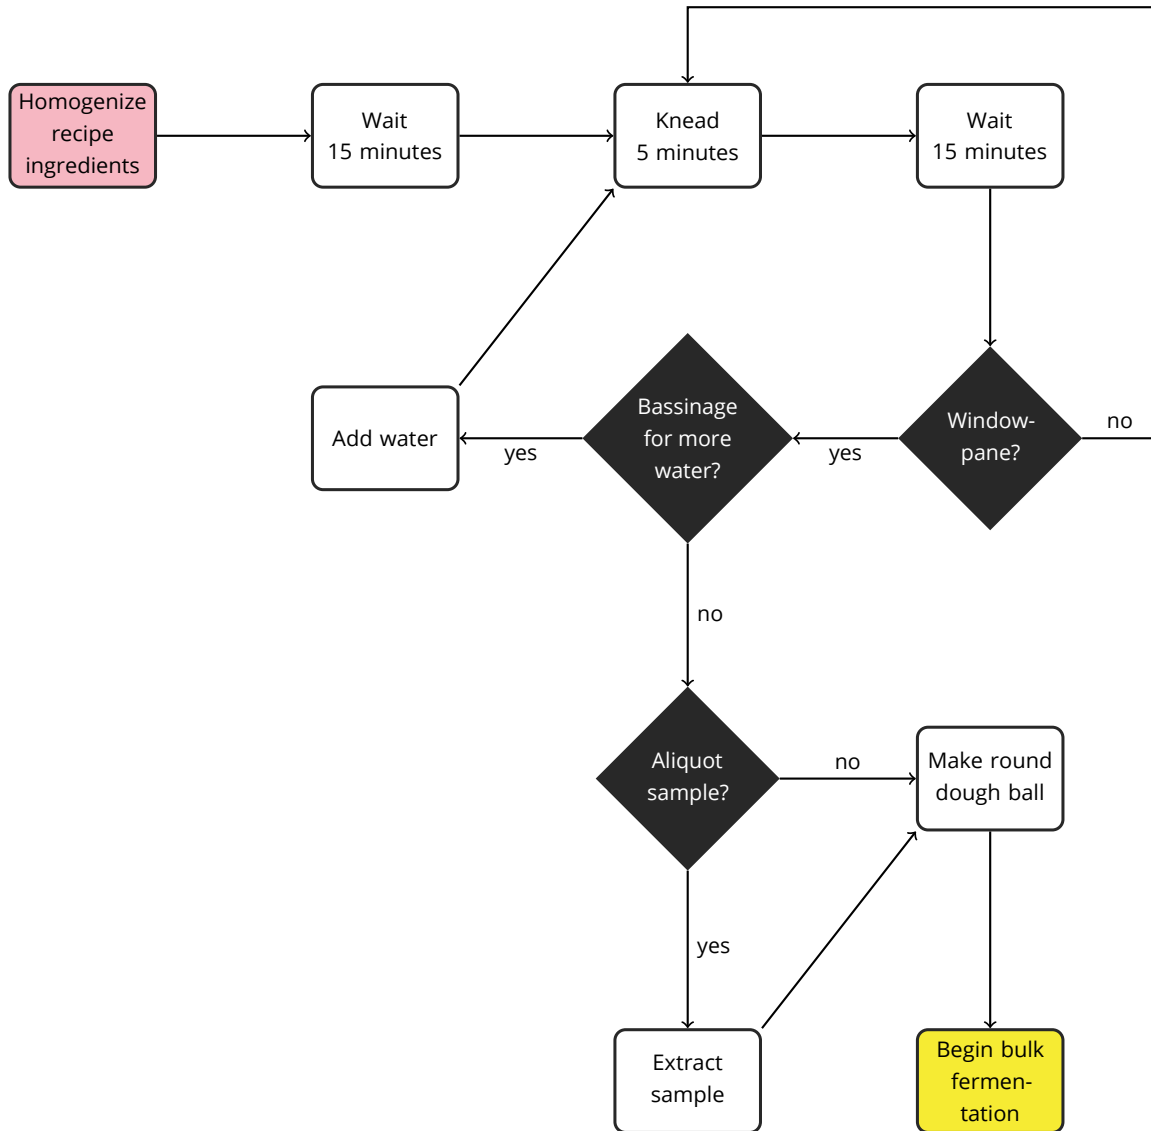 Homogenize
recipe
ingredients
Wait
15 minutes
Knead
5 minutes
Wait
15 minutes
Add water
yes
Bassinage
for more
water?
yes
Window-
pane?
no
no
Aliquot
sample?
no
Make round
dough ball
yes
Extract
sample
Begin bulk
fermen-
tation